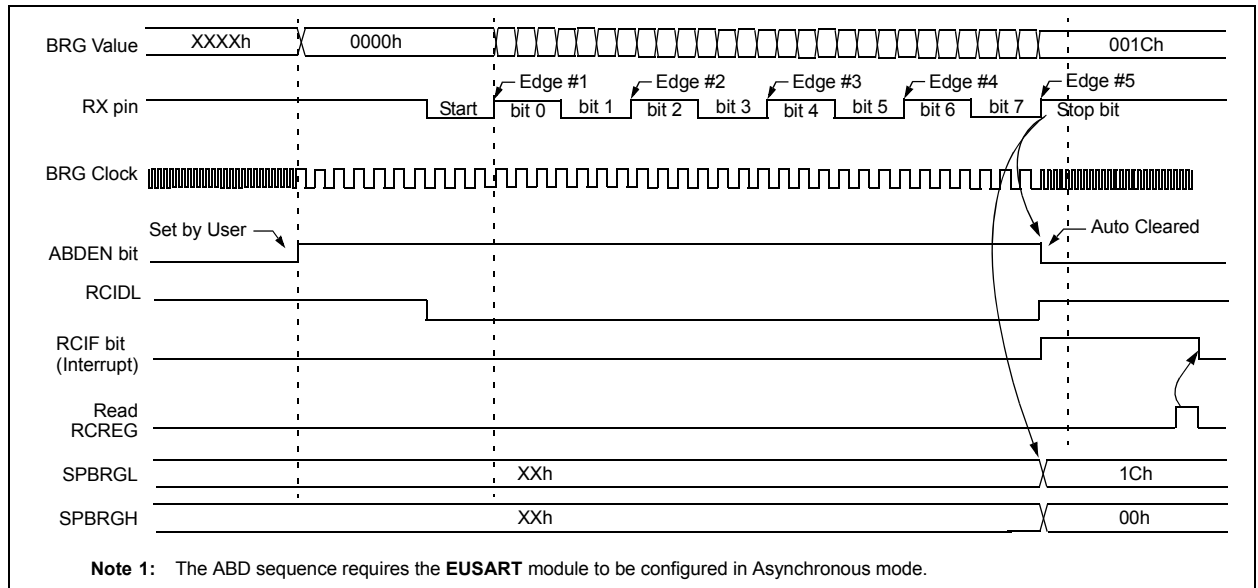 BRG Value XXXXh 0000h 001Ch
Edge #1 Edge #2 Edge #3 Edge #4 Edge #5
RX pin Start bit 0 bit 1 bit 2 bit 3 bit 4 bit 5 bit 6 bit 7 Stop bit
BRG Clock
Set by User Auto Cleared
ABDEN bit
RCIDL
RCIF bit
(Interrupt)
Read
RCREG
SPBRGL XXh 1Ch
SPBRGH XXh 00h
Note 1: The ABD sequence requires the EUSART module to be configured in Asynchronous mode.